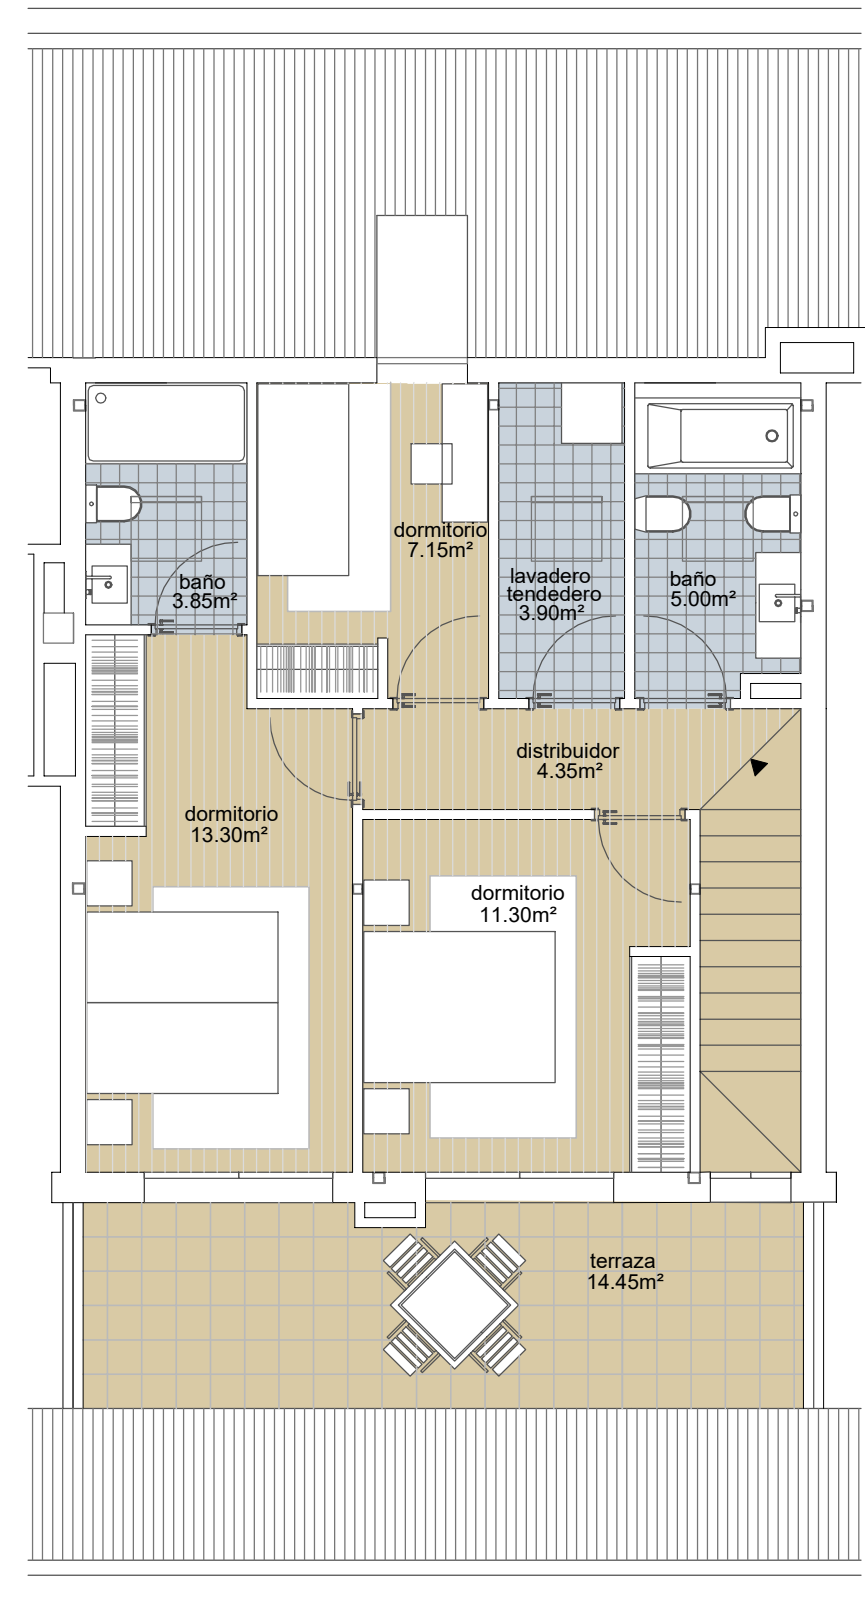 dormitorio
7.15m²
baño
3.85m²
lavadero
tendedero
3.90m²
baño
5.00m²
distribuidor
4.35m²
dormitorio
13.30m²
dormitorio
11.30m²
terraza
14.45m²